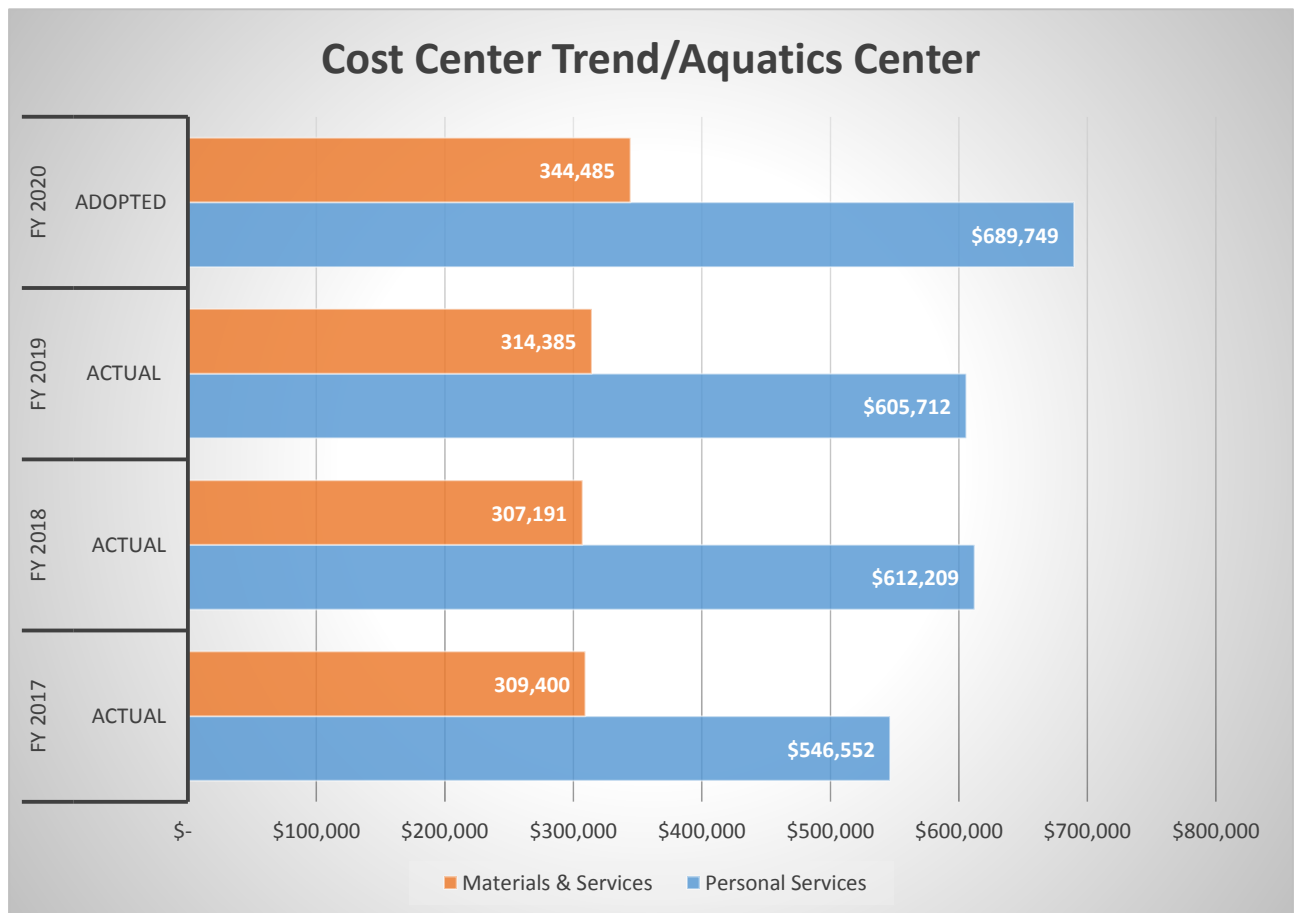 Cost Center Trend/Aquatics Center
FY 2020
ADOPTED
344,485
$689,749
FY 2019
ACTUAL
314,385
$605,712
FY 2018
ACTUAL
307,191
$612,209
FY 2017
ACTUAL
309,400
$546,552
$- $100,000 $200,000 $300,000 $400,000 $500,000 $600,000 $700,000 $800,000
Materials & Services Personal Services